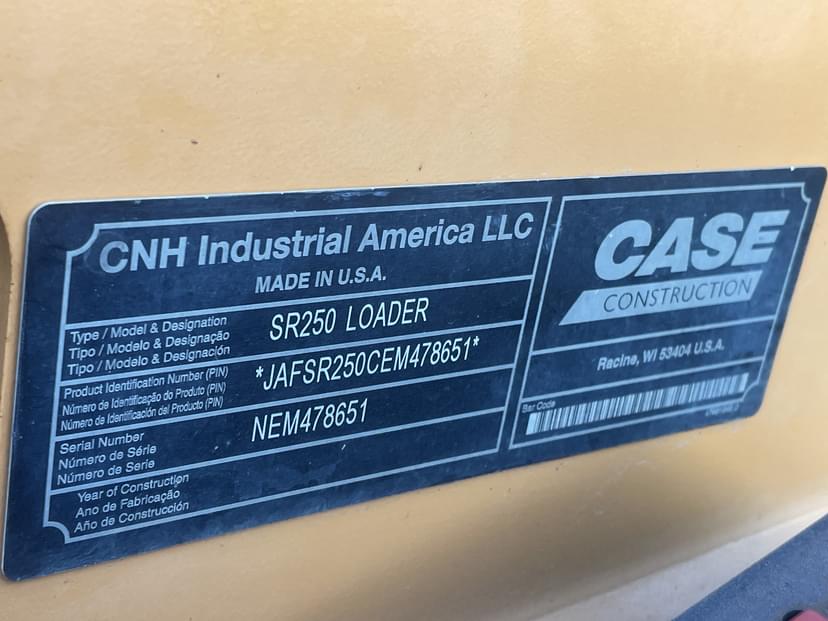 CNH Industrial America LLC
MADE IN U.S.A.
Type / Model & Designation
Tipo / Modelo & Designação
Tipo / Modelo & Designación
SR250 LOADER
Product Identification Number (PIN)
Número de Identificação do Produto (PIN)
Número de Identificación del Producto (PIN)
*JAFSR250CEM478651*
Serial Number
Número de Série
Número de Serie
NEM478651
Year of Construction
Ano de Fabricação
Año de Construcción
CASE
CONSTRUCTION
Racine, WI 53404 U.S.A.
Bar Code